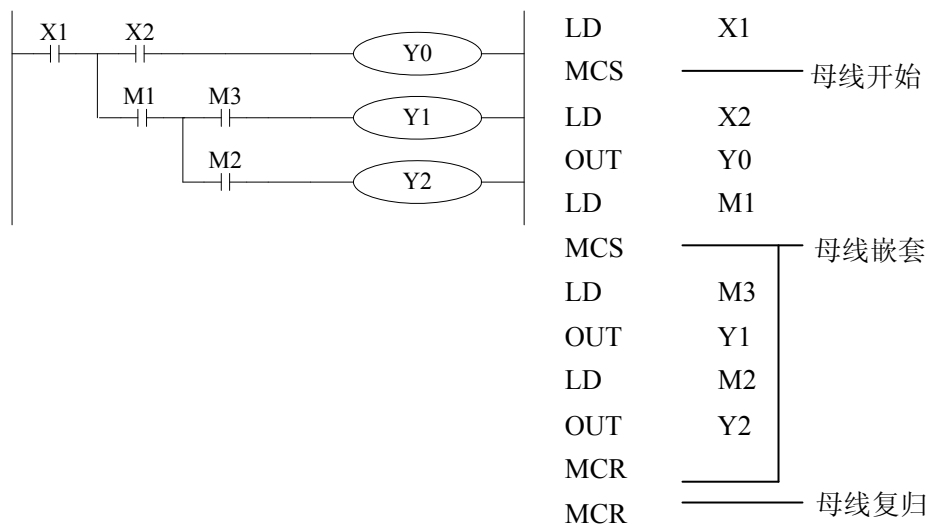 X1 X2 Y0
M1 M3 Y1
M2 Y2
LD X1
MCS 母线开始
LD X2
OUT Y0
LD M1
MCS 母线嵌套
LD M3
OUT Y1
LD M2
OUT Y2
MCR
MCR 母线复归